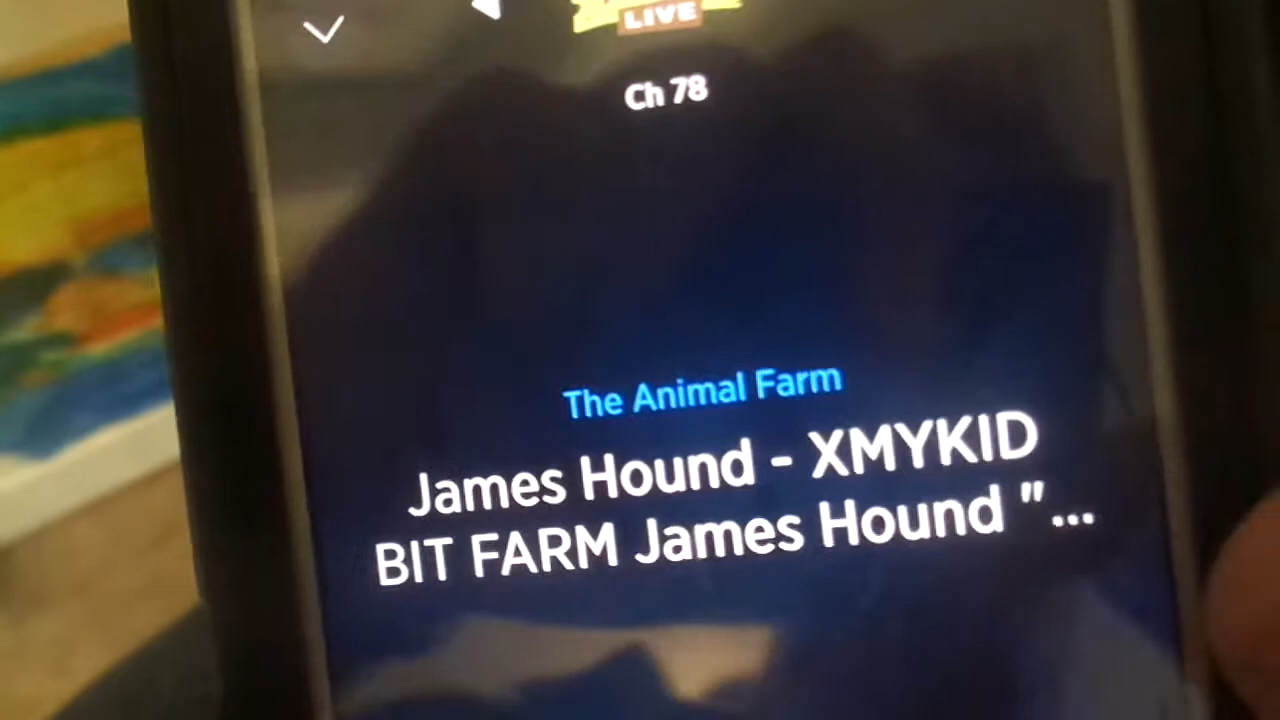 LIVE
Ch 78
The Animal Farm
James Hound - XMYKID
BIT FARM James Hound "...